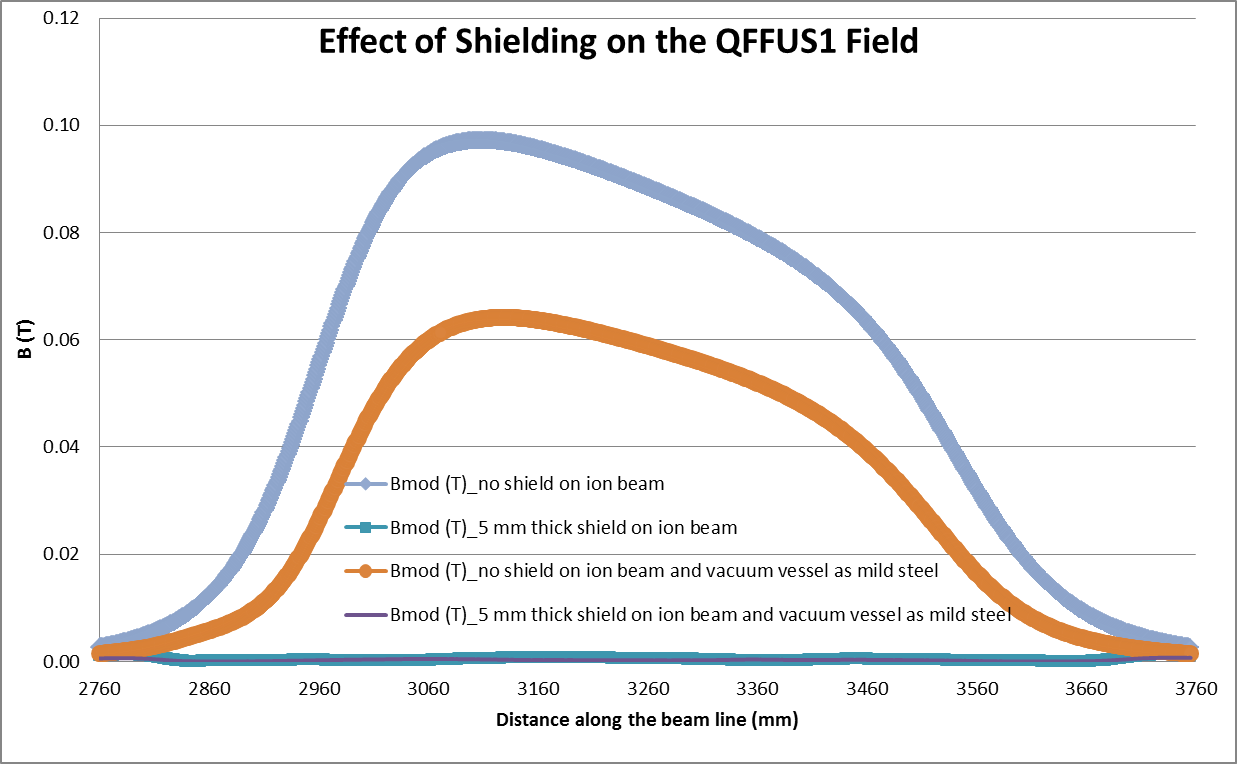 Effect of Shielding on the QFFUS1 Field
0.12
0.10
0.08
0.06
0.04
0.02
0.00
B (T)
Bmod (T)_no shield on ion beam
Bmod (T)_5 mm thick shield on ion beam
Bmod (T)_no shield on ion beam and vacuum vessel as mild steel
Bmod (T)_5 mm thick shield on ion beam and vacuum vessel as mild steel
2760 2860 2960 3060 3160 3260 3360 3460 3560 3660 3760
Distance along the beam line (mm)